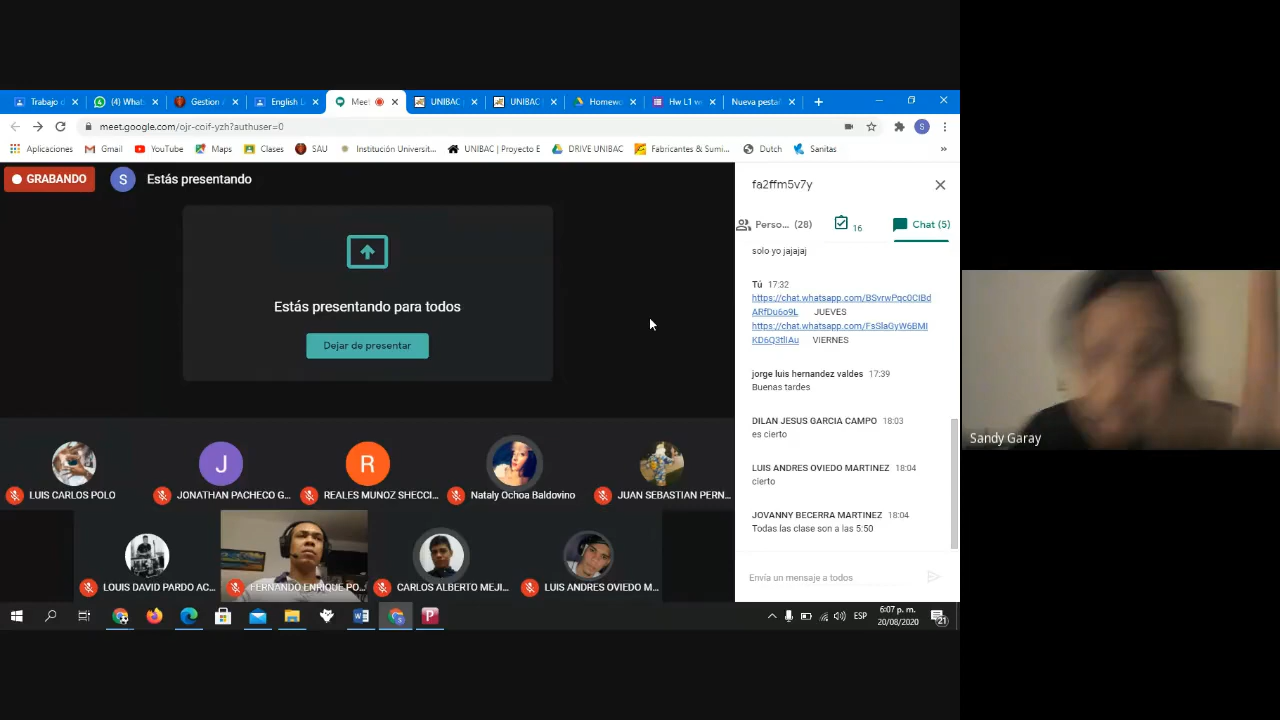 Trabajo d
(4) What
Gestion
English L
Meet
UNIBAC
UNIBAC
Homewo
Hw L1 w
Nueva pesta
meet.google.com/ojr-coif-yzh?authuser=0
S
Aplicaciones
Gmail
YouTube
Maps
Clases
SAU
Institución Universit...
UNIBAC | Proyecto E
DRIVE UNIBAC
Fabricantes & Sumi...
Dutch
Sanitas
»
GRABANDO
S
Estás presentando
Estás presentando para todos
Dejar de presentar
fa2ffm5v7y
Perso... (28)
16
Chat (5)
solo yo jajajaj
Tú 17:32
https://chat.whatsapp.com/BSvrwPqc0CIBd
ARfDu6o9L JUEVES
https://chat.whatsapp.com/FsSlaGyW6BMI
KD6Q3tlIAu VIERNES
jorge luis hernandez valdes 17:39
Buenas tardes
DILAN JESUS GARCIA CAMPO 18:03
es cierto
LUIS ANDRES OVIEDO MARTINEZ 18:04
cierto
JOVANNY BECERRA MARTINEZ 18:04
Todas las clase son a las 5:50
Envía un mensaje a todos
J
R
LUIS CARLOS POLO
JONATHAN PACHECO G...
REALES MUNOZ SHECCI...
Nataly Ochoa Baldovino
JUAN SEBASTIAN PERN...
LOUIS DAVID PARDO AC...
FERNANDO ENRIQUE PO...
CARLOS ALBERTO MEJI...
LUIS ANDRES OVIEDO M...
Sandy Garay
ESP
6:07 p. m.
20/08/2020
21